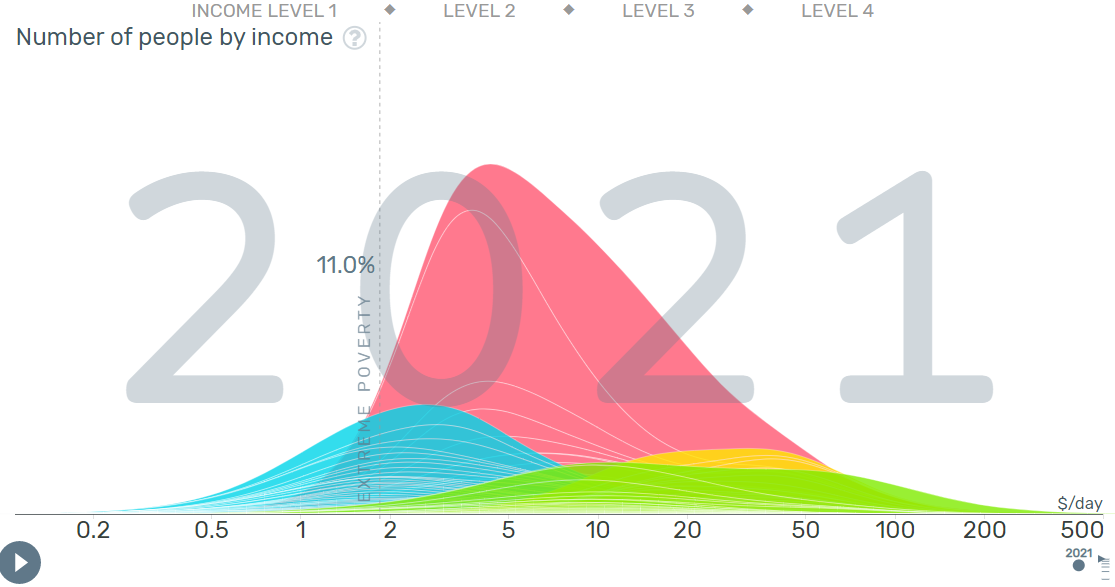 INCOME LEVEL 1 ◆ LEVEL 2 ◆ LEVEL 3 ◆ LEVEL 4
Number of people by income ?
2021
11.0%
EXTREME POVERTY
$/day
0.2 0.5 1 2 5 10 20 50 100 200 500
2021